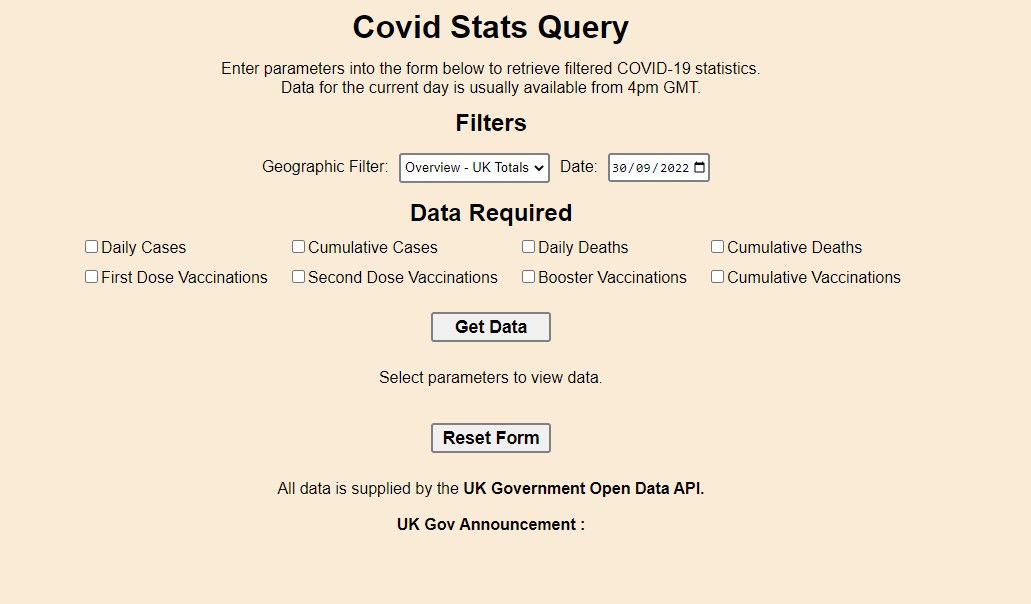 Covid Stats Query
Enter parameters into the form below to retrieve filtered COVID-19 statistics.
Data for the current day is usually available from 4pm GMT.
Filters
Geographic Filter: Overview - UK Totals Date: 30/09/2022
Data Required
Daily Cases Cumulative Cases Daily Deaths Cumulative Deaths
First Dose Vaccinations Second Dose Vaccinations Booster Vaccinations Cumulative Vaccinations
Get Data
Select parameters to view data.
Reset Form
All data is supplied by the UK Government Open Data API.
UK Gov Announcement :